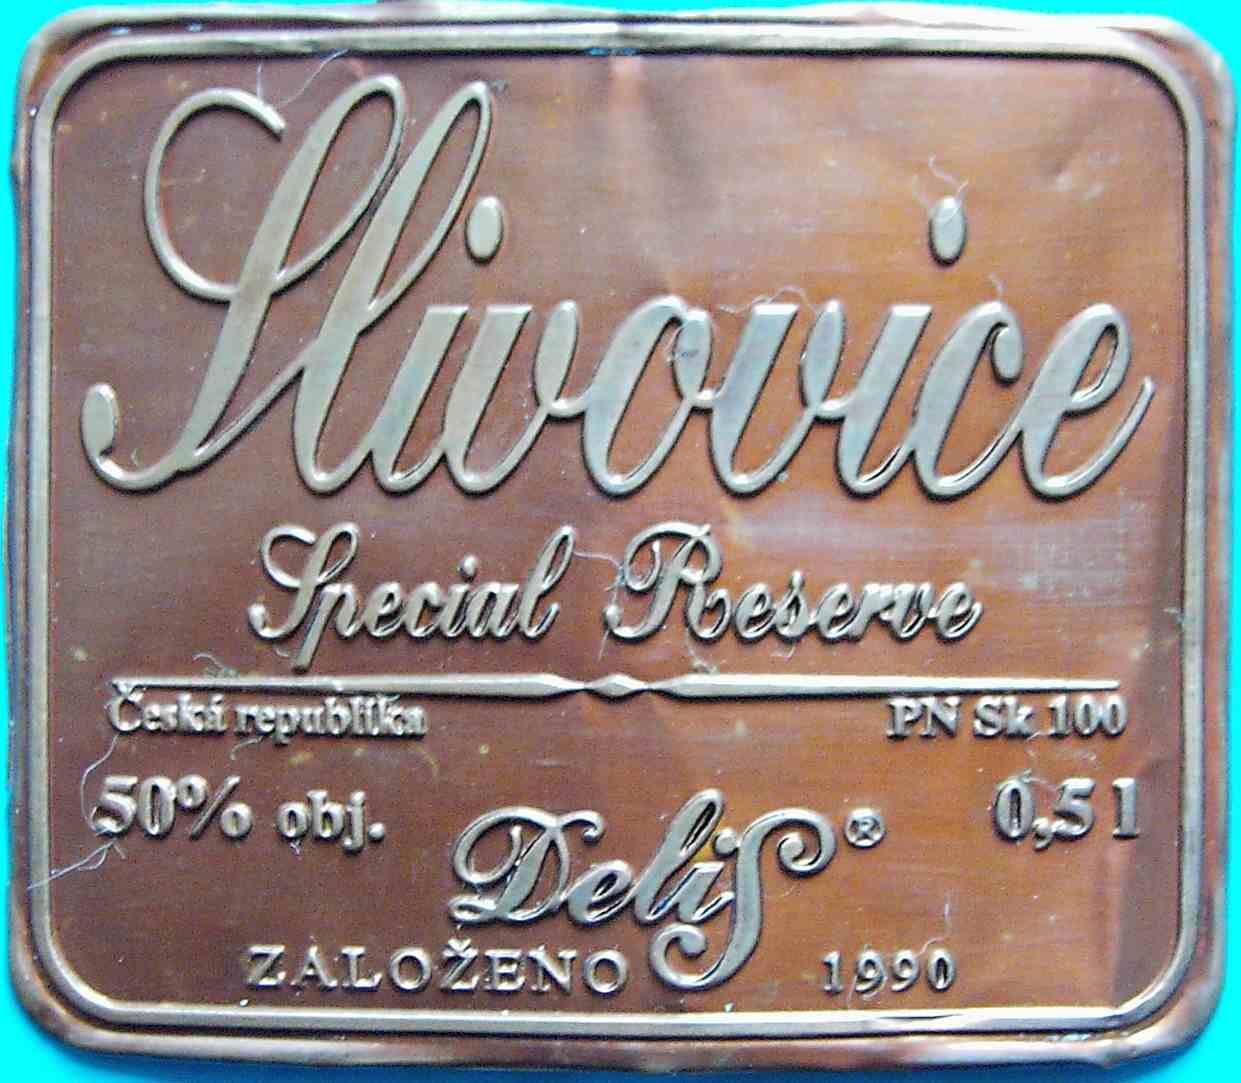 Slivovice
Special Reserve
Česká republika PN Sk 100
50% obj. 0,5 l
Delis®
ZALOŽENO 1990